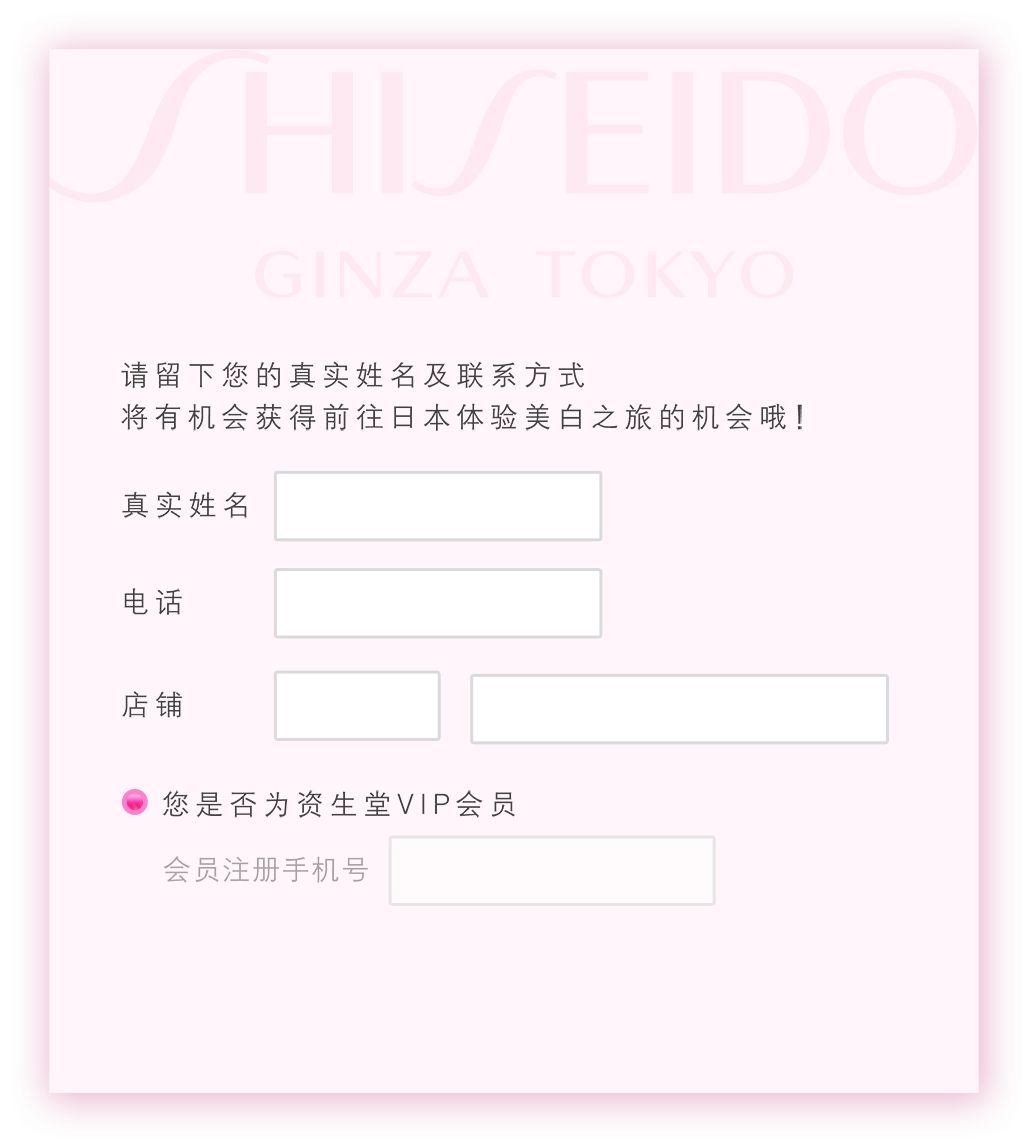 SHISEIDO
GINZA TOKYO
请留下您的真实姓名及联系方式
将有机会获得前往日本体验美白之旅的机会哦!
真实姓名
电话
店铺
您是否为资生堂VIP会员
会员注册手机号